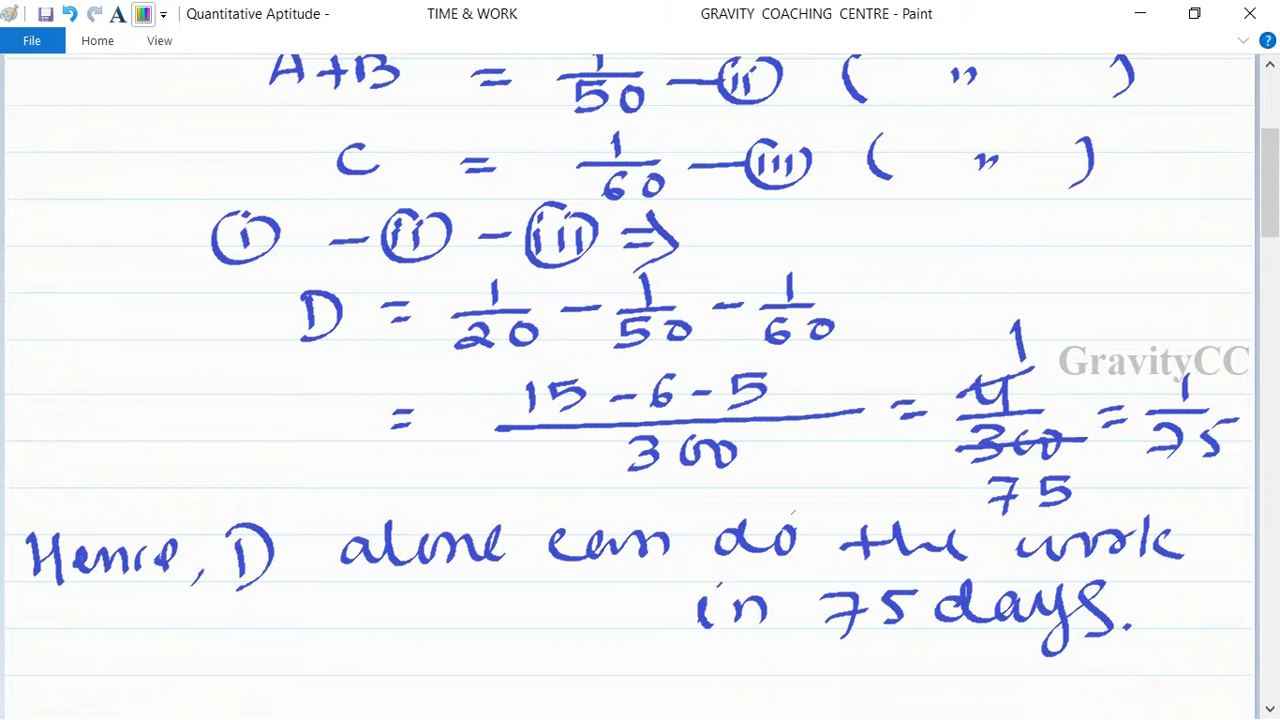 Quantitative Aptitude - TIME & WORK GRAVITY COACHING CENTRE - Paint
File Home View
A+B = 1/50 —(ii) ( " )
C = 1/60 —(iii) ( " )
(i) - (ii) - (iii) ⇒
D = 1/20 - 1/50 - 1/60
GravityCC
= 15 - 6 - 5 / 300 = 4/300 = 1/75
1
75
Hence, D alone can do the work
in 75 days.